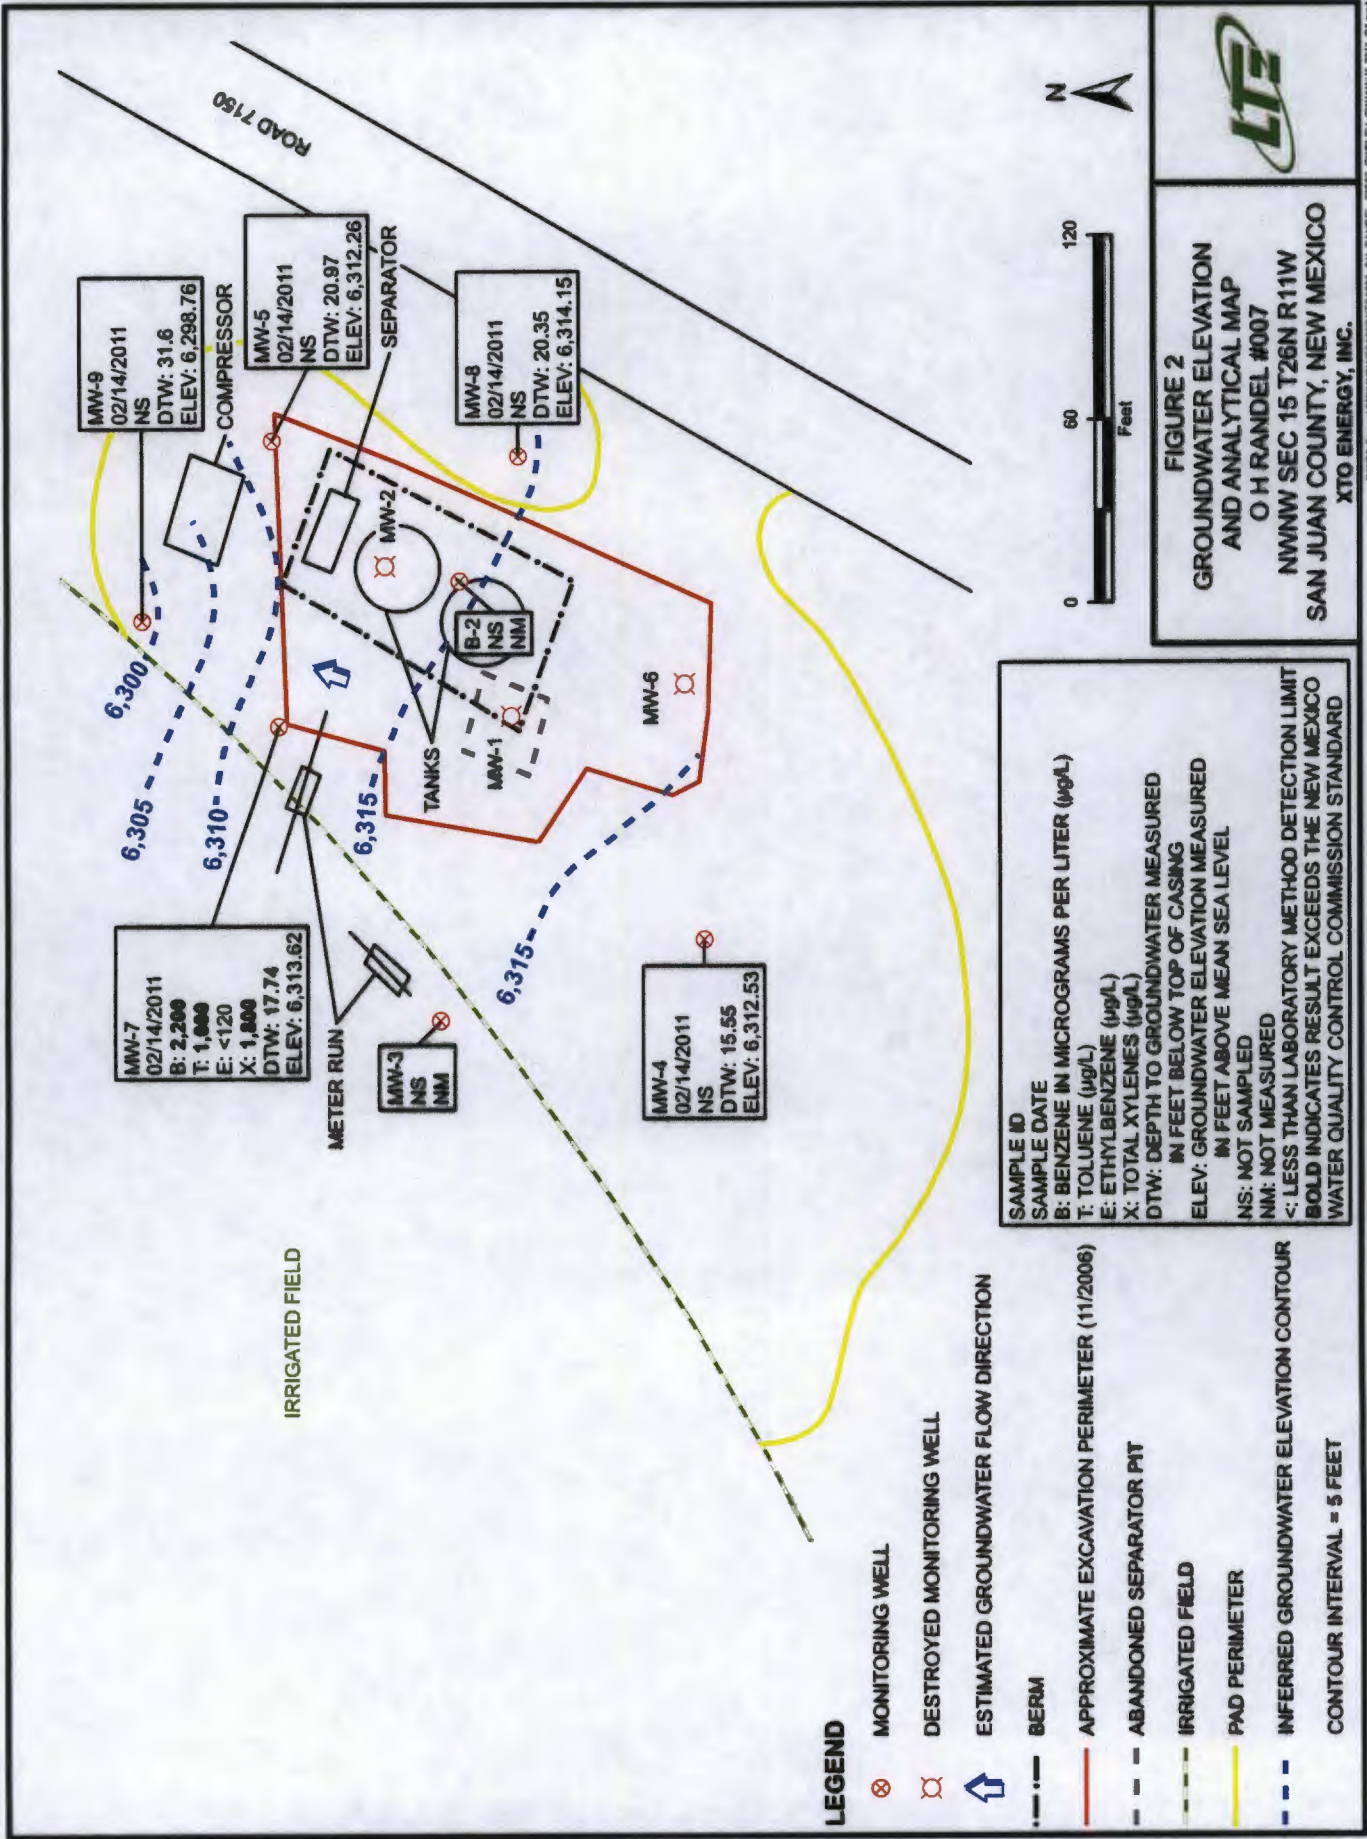 ROAD 7150
MW-9
02/14/2011
NS
DTW: 31.6
ELEV: 6,298.76
COMPRESSOR
MW-5
02/14/2011
NS
DTW: 20.97
ELEV: 6,312.26
SEPARATOR
MW-8
02/14/2011
NS
DTW: 20.35
ELEV: 6,314.15
MW-2
B-2
NS
NM
6,300
6,305
6,310
6,315
TANKS
MW-1
MW-6
MW-7
02/14/2011
B: 2,200
T: 1,000
E: <120
X: 1,800
DTW: 17.74
ELEV: 6,313.62
METER RUN
MW-3
NS
NM
6,315
MW-4
02/14/2011
NS
DTW: 15.55
ELEV: 6,312.53
IRRIGATED FIELD
LEGEND
MONITORING WELL
DESTROYED MONITORING WELL
ESTIMATED GROUNDWATER FLOW DIRECTION
BERM
APPROXIMATE EXCAVATION PERIMETER (11/2006)
ABANDONED SEPARATOR PIT
IRRIGATED FIELD
PAD PERIMETER
INFERRED GROUNDWATER ELEVATION CONTOUR
CONTOUR INTERVAL = 5 FEET
SAMPLE ID
SAMPLE DATE
B: BENZENE IN MICROGRAMS PER LITER (µg/L)
T: TOLUENE (µg/L)
E: ETHYLBENZENE (µg/L)
X: TOTAL XYLENES (µg/L)
DTW: DEPTH TO GROUNDWATER MEASURED
IN FEET BELOW TOP OF CASING
ELEV: GROUNDWATER ELEVATION MEASURED
IN FEET ABOVE MEAN SEA LEVEL
NS: NOT SAMPLED
NM: NOT MEASURED
<: LESS THAN LABORATORY METHOD DETECTION LIMIT
BOLD INDICATES RESULT EXCEEDS THE NEW MEXICO
WATER QUALITY CONTROL COMMISSION STANDARD
N
0 60 120
Feet
FIGURE 2
GROUNDWATER ELEVATION
AND ANALYTICAL MAP
O H RANDEL #007
NWNW SEC 15 T26N R11W
SAN JUAN COUNTY, NEW MEXICO
XTO ENERGY, INC.
LTE